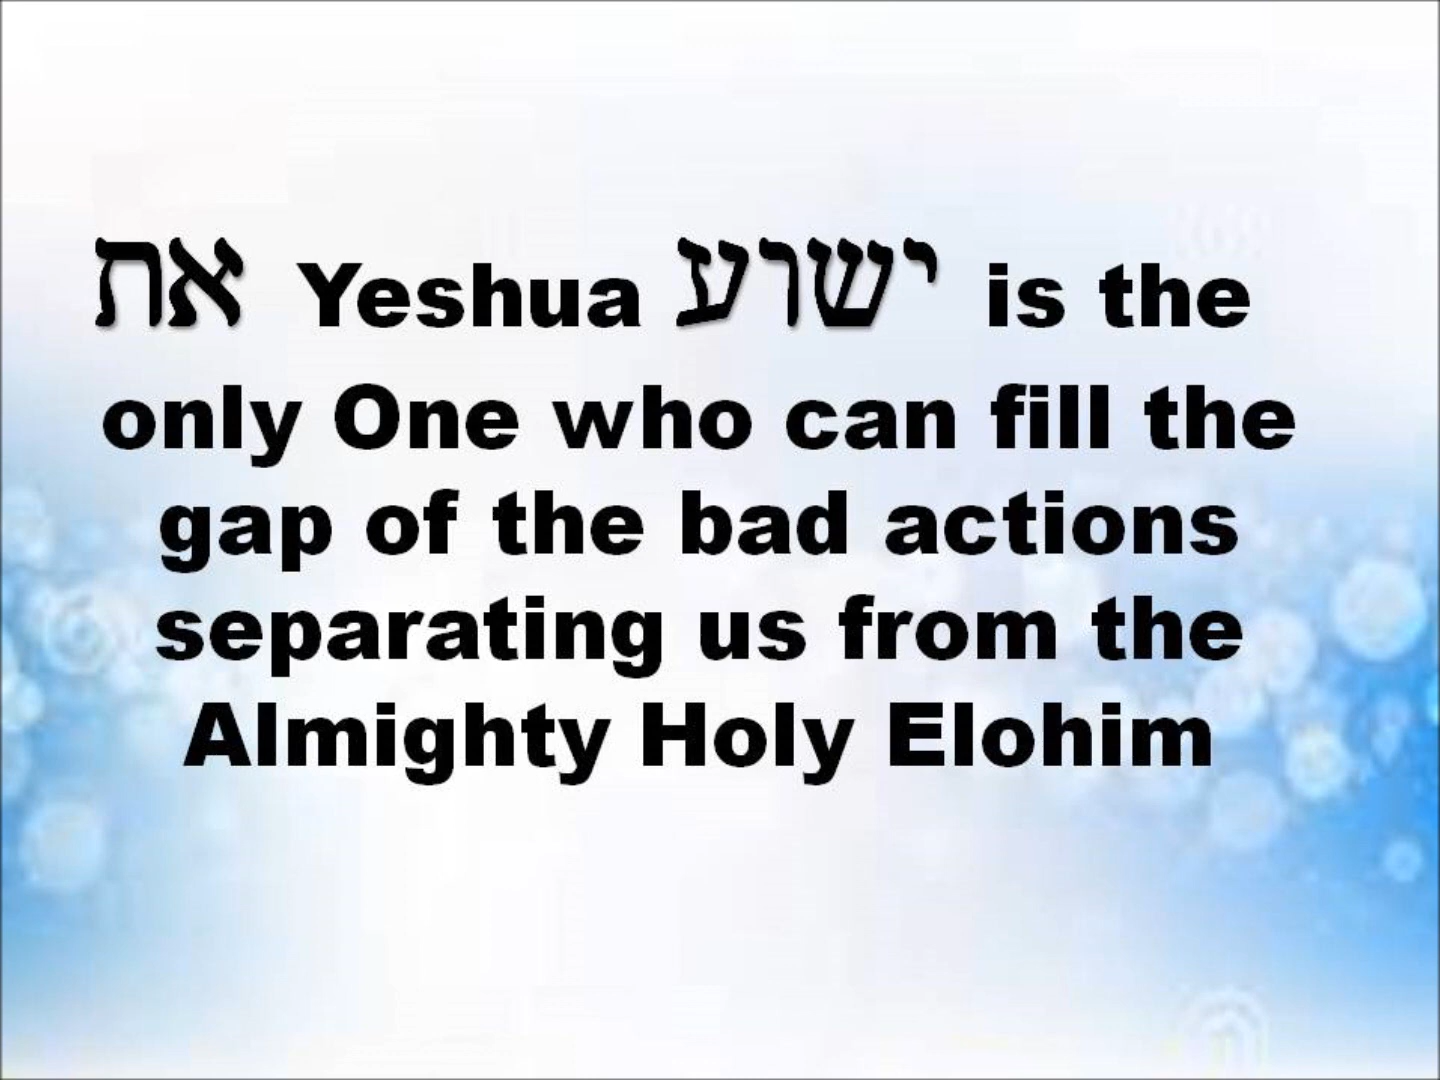 את Yeshua ישוע is the
only One who can fill the
gap of the bad actions
separating us from the
Almighty Holy Elohim